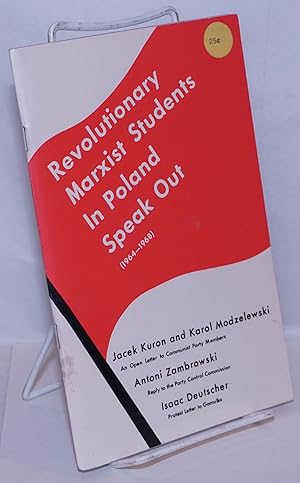 25¢
Revolutionary
Marxist Students
In Poland
Speak Out
(1964-1968)
Jacek Kuron and Karol Modzelewski
An Open Letter to Communist Party Members
Antoni Zambrowski
Reply to the Party Control Commission
Isaac Deutscher
Protest Letter to Gomulka